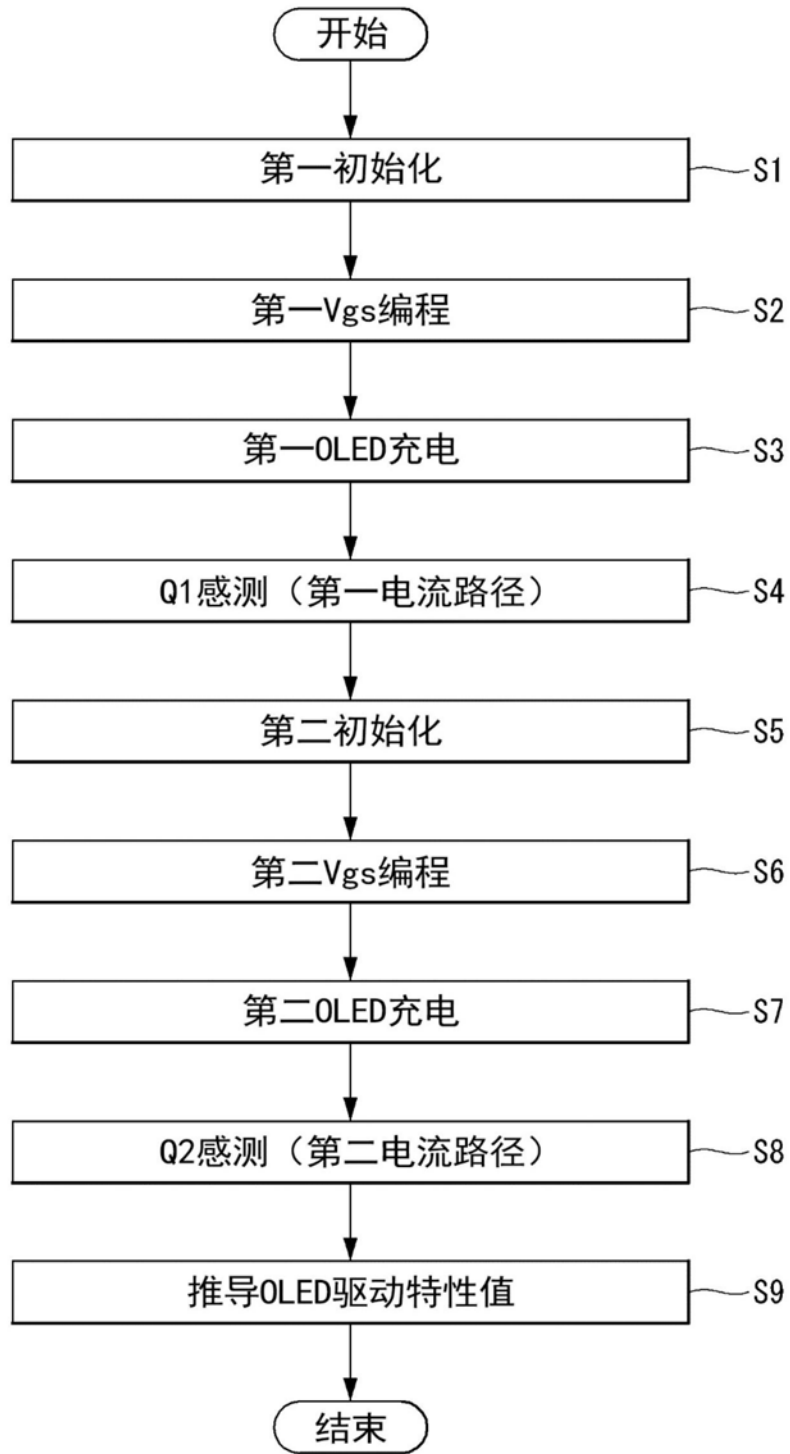 开始
第一初始化 S1
第一Vgs编程 S2
第一OLED充电 S3
Q1感测（第一电流路径） S4
第二初始化 S5
第二Vgs编程 S6
第二OLED充电 S7
Q2感测（第二电流路径） S8
推导OLED驱动特性值 S9
结束